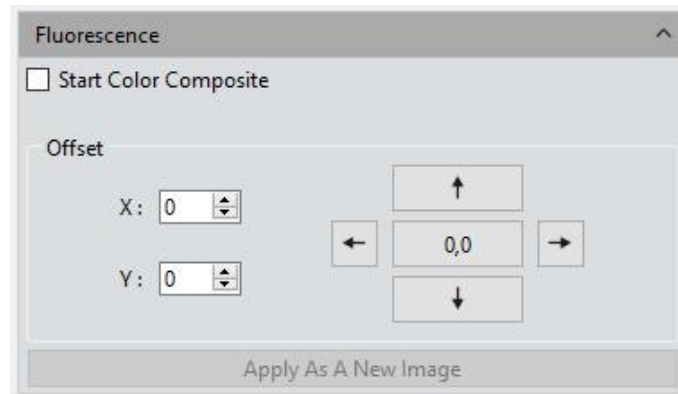 Fluorescence
Start Color Composite
Offset
X: 0
↑
← 0,0 →
Y: 0
↓
Apply As A New Image